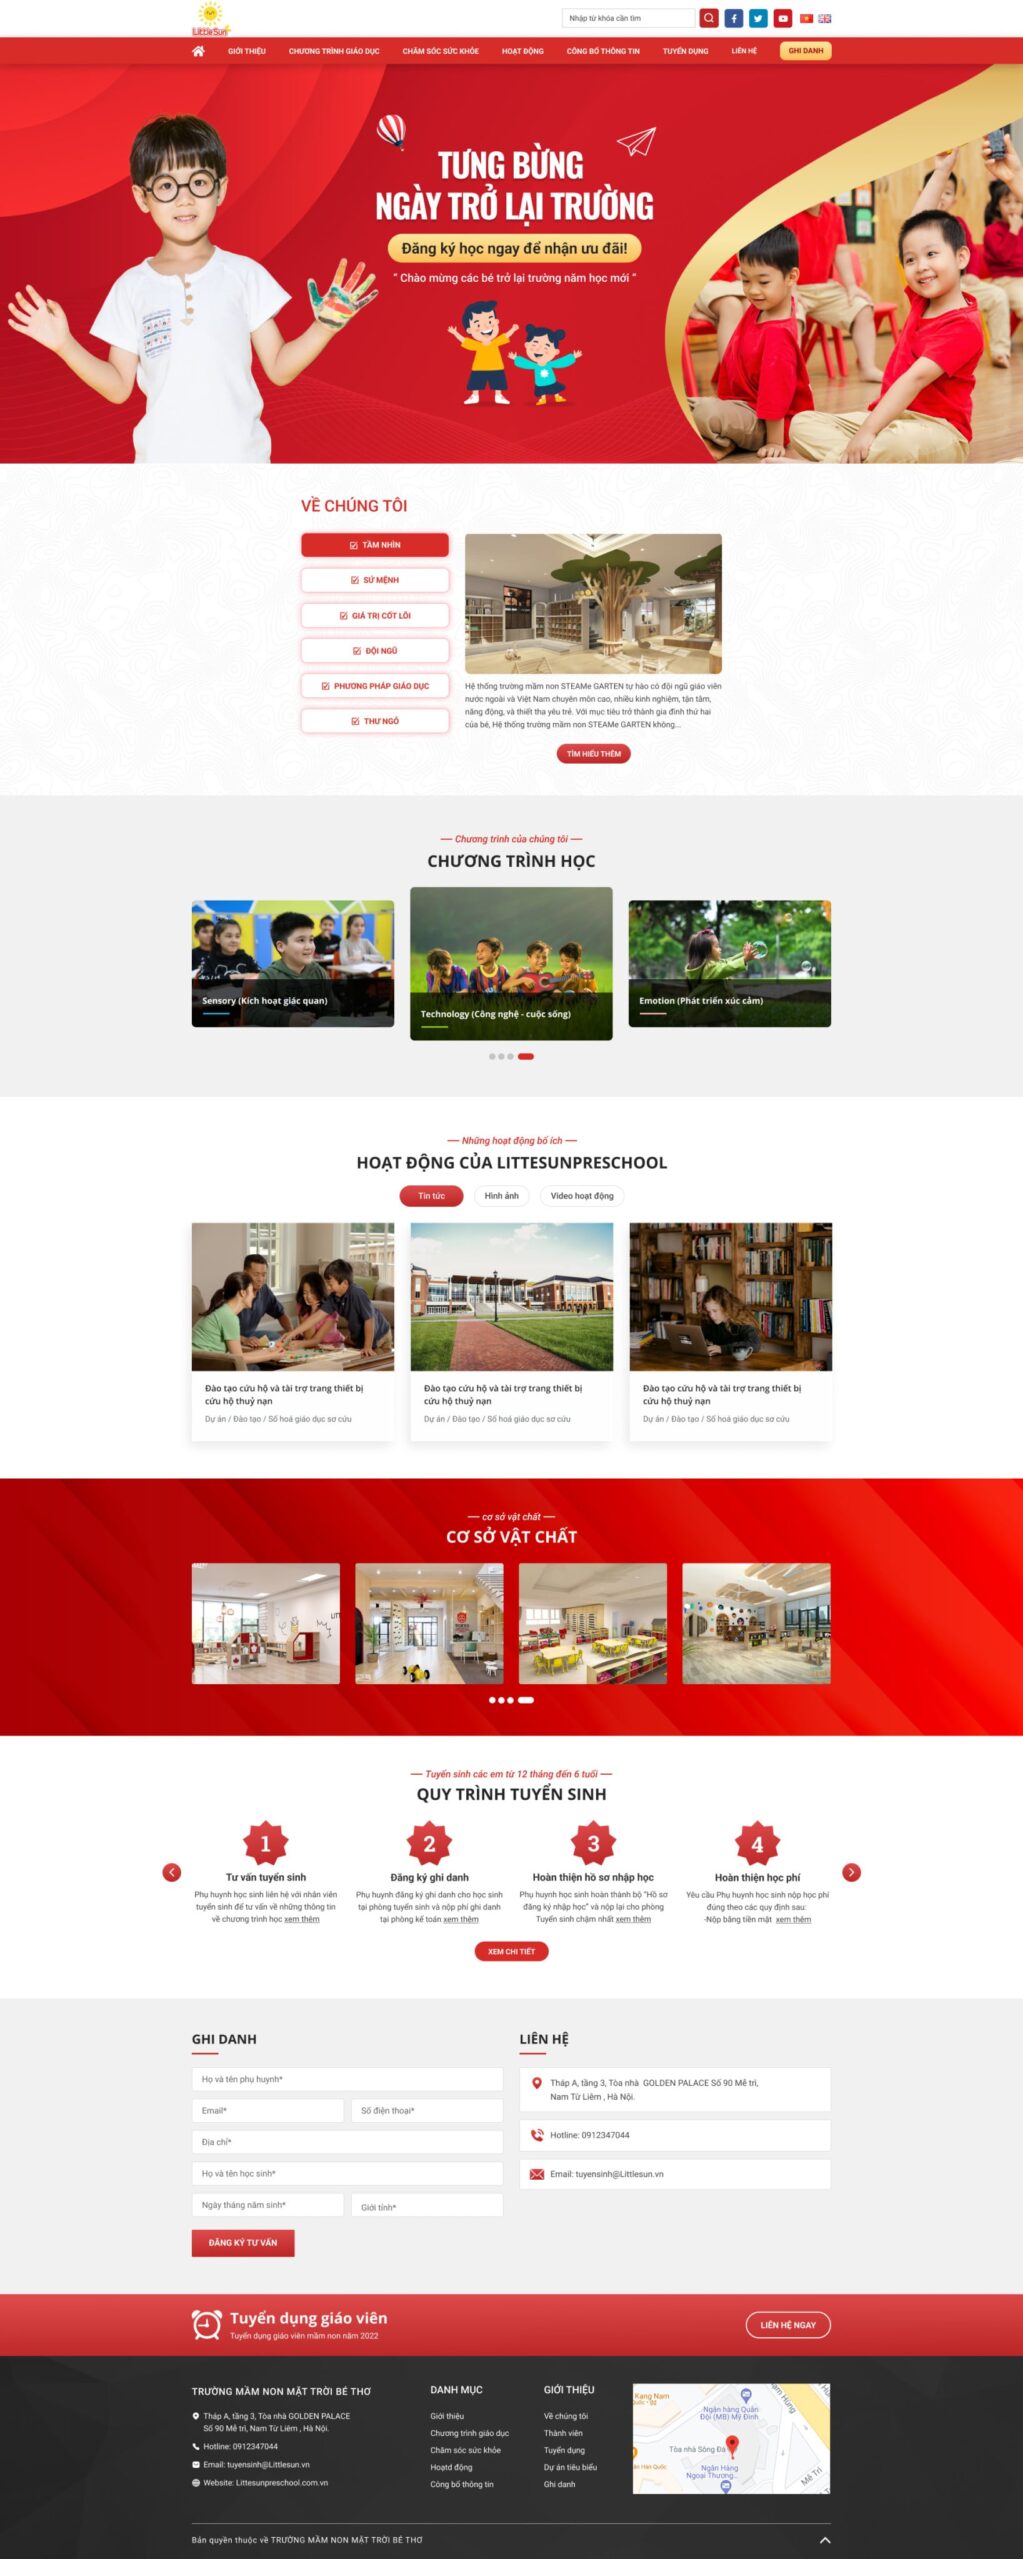 LittleSun
Nhập từ khóa cần tìm
GIỚI THIỆU
CHƯƠNG TRÌNH GIÁO DỤC
CHĂM SÓC SỨC KHỎE
HOẠT ĐỘNG
CÔNG BỐ THÔNG TIN
TUYỂN DỤNG
LIÊN HỆ
GHI DANH
TƯNG BỪNG
NGÀY TRỞ LẠI TRƯỜNG
Đăng ký học ngay để nhận ưu đãi!
“ Chào mừng các bé trở lại trường năm học mới “
VỀ CHÚNG TÔI
TẦM NHÌN
SỨ MỆNH
GIÁ TRỊ CỐT LÕI
ĐỘI NGŨ
PHƯƠNG PHÁP GIÁO DỤC
THƯ NGỎ
Hệ thống trường mầm non STEAMe GARTEN tự hào có đội ngũ giáo viên
nước ngoài và Việt Nam chuyên môn cao, nhiều kinh nghiệm, tận tâm,
năng động, và thiết tha yêu trẻ. Với mục tiêu trở thành gia đình thứ hai
của bé, Hệ thống trường mầm non STEAMe GARTEN không...
TÌM HIỂU THÊM
Chương trình của chúng tôi
CHƯƠNG TRÌNH HỌC
Sensory (Kích hoạt giác quan)
Technology (Công nghệ - cuộc sống)
Emotion (Phát triển xúc cảm)
Những hoạt động bổ ích
HOẠT ĐỘNG CỦA LITTESUNPRESCHOOL
Tin tức
Hình ảnh
Video hoạt động
Đào tạo cứu hộ và tài trợ trang thiết bị
cứu hộ thuỷ nạn
Dự án / Đào tạo / Số hoá giáo dục sơ cứu
Đào tạo cứu hộ và tài trợ trang thiết bị
cứu hộ thuỷ nạn
Dự án / Đào tạo / Số hoá giáo dục sơ cứu
Đào tạo cứu hộ và tài trợ trang thiết bị
cứu hộ thuỷ nạn
Dự án / Đào tạo / Số hoá giáo dục sơ cứu
cơ sở vật chất
CƠ SỞ VẬT CHẤT
Tuyển sinh các em từ 12 tháng đến 6 tuổi
QUY TRÌNH TUYỂN SINH
1
Tư vấn tuyển sinh
Phụ huynh học sinh liên hệ với nhân viên
tuyển sinh để tư vấn về những thông tin
về chương trình học xem thêm
2
Đăng ký ghi danh
Phụ huynh đăng ký ghi danh cho học sinh
tại phòng tuyển sinh và nộp phí ghi danh
tại phòng kế toán xem thêm
3
Hoàn thiện hồ sơ nhập học
Phụ huynh học sinh hoàn thành bộ “Hồ sơ
đăng ký nhập học” và nộp lại cho phòng
Tuyển sinh chậm nhất xem thêm
4
Hoàn thiện học phí
Yêu cầu Phụ huynh học sinh nộp học phí
đúng theo các quy định sau:
-Nộp bằng tiền mặt xem thêm
XEM CHI TIẾT
GHI DANH
Họ và tên phụ huynh*
Email*
Số điện thoại*
Địa chỉ*
Họ và tên học sinh*
Ngày tháng năm sinh*
Giới tính*
ĐĂNG KÝ TƯ VẤN
LIÊN HỆ
Tháp A, tầng 3, Tòa nhà GOLDEN PALACE Số 90 Mễ trì,
Nam Từ Liêm , Hà Nội.
Hotline: 0912347044
Email: tuyensinh@Littlesun.vn
Tuyển dụng giáo viên
Tuyển dụng giáo viên mầm non năm 2022
LIÊN HỆ NGAY
TRƯỜNG MẦM NON MẶT TRỜI BÉ THƠ
Tháp A, tầng 3, Tòa nhà GOLDEN PALACE
Số 90 Mễ trì, Nam Từ Liêm , Hà Nội.
Hotline: 0912347044
Email: tuyensinh@Littlesun.vn
Website: Littesunpreschool.com.vn
DANH MỤC
Giới thiệu
Chương trình giáo dục
Chăm sóc sức khỏe
Hoạtd động
Công bố thông tin
GIỚI THIỆU
Về chúng tôi
Thành viên
Tuyển dụng
Dự án tiêu biểu
Ghi danh
Kang Nam
Ngân hàng Quân
Đội (MB) Mỹ Đình
Tòa nhà Sông Đà
Ngân Hàng
Ngoại Thương...
Hàn Quốc
Mễ Trì
Bản quyền thuộc về TRƯỜNG MẦM NON MẶT TRỜI BÉ THƠ